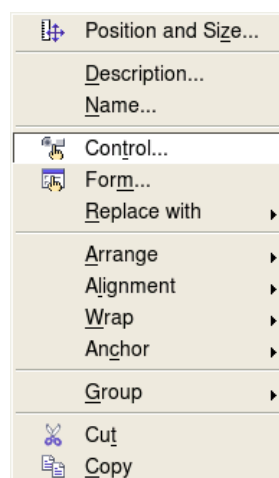 Position and Size...
Description...
Name...
Control...
Form...
Replace with
Arrange
Alignment
Wrap
Anchor
Group
Cut
Copy